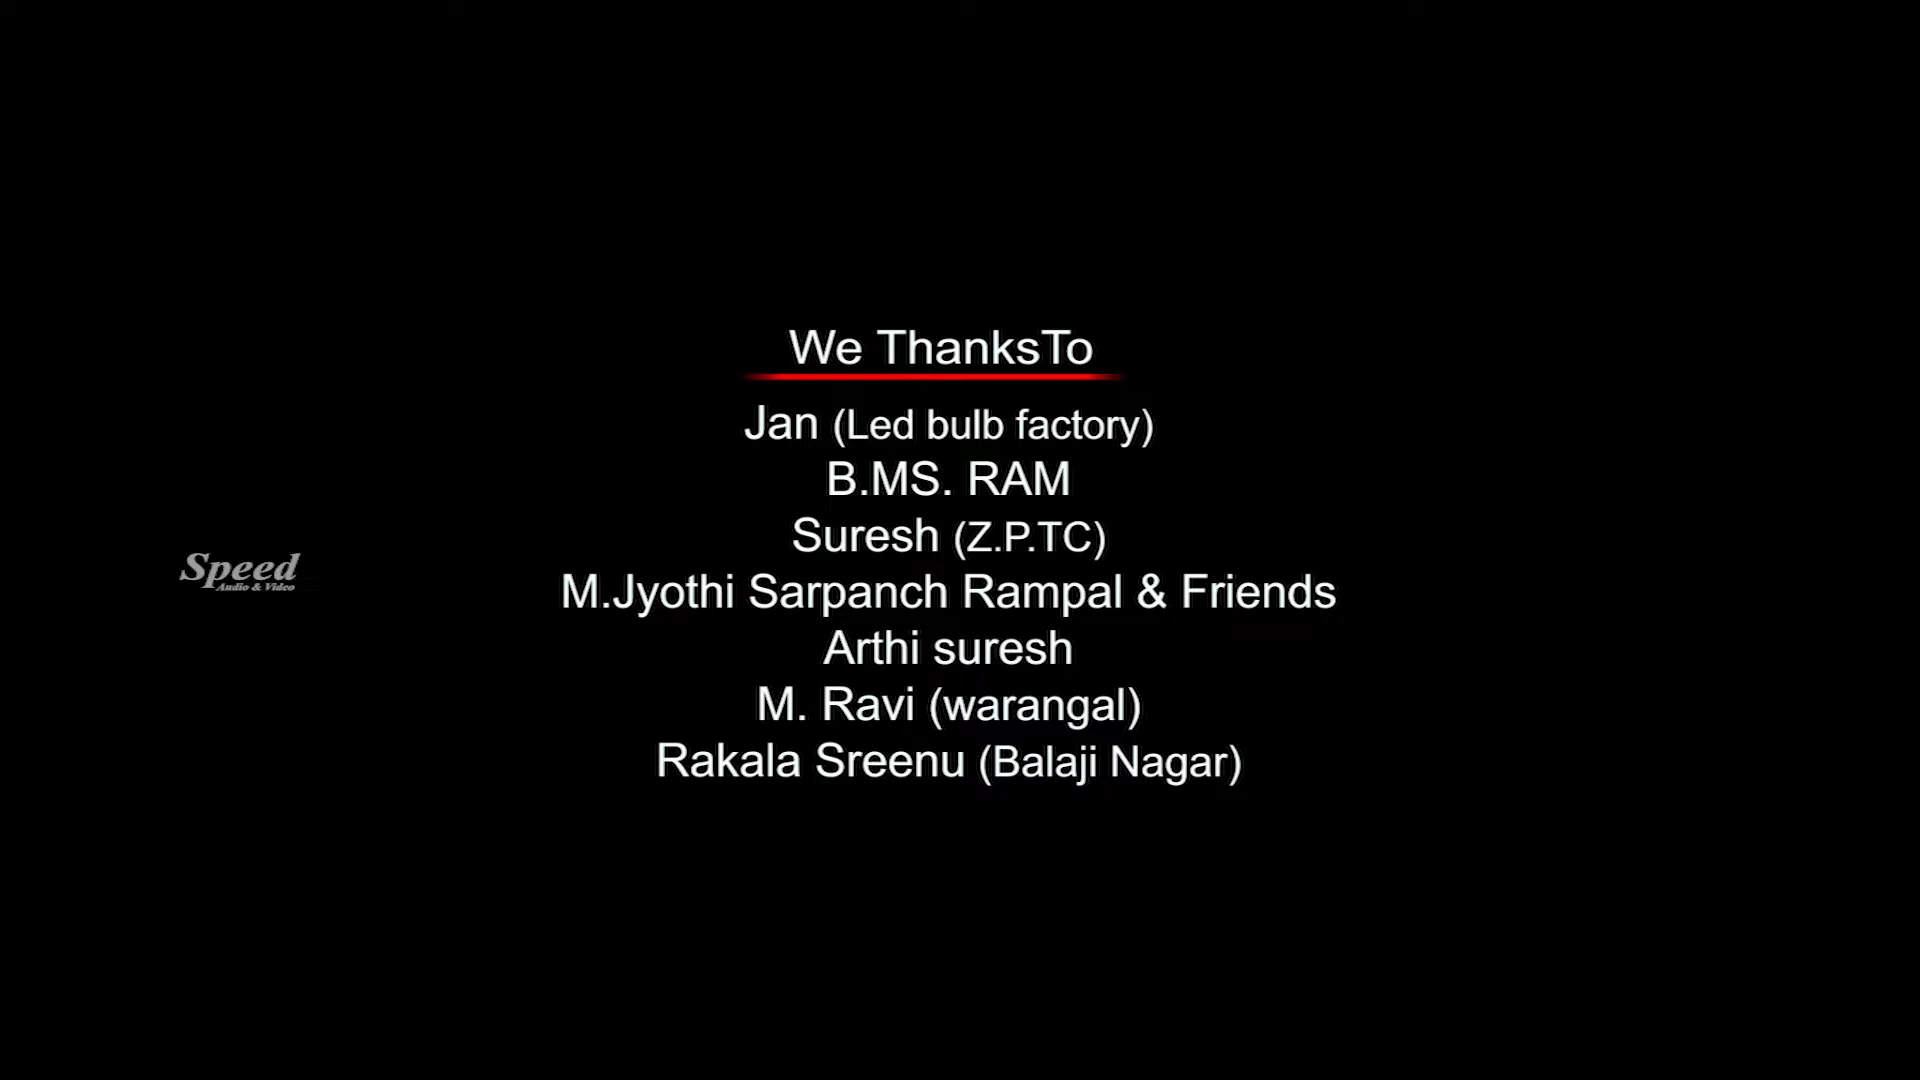 We ThanksTo
Jan (Led bulb factory)
B.MS. RAM
Suresh (Z.P.TC)
Speed
Audio & Video
M.Jyothi Sarpanch Rampal & Friends
Arthi suresh
M. Ravi (warangal)
Rakala Sreenu (Balaji Nagar)